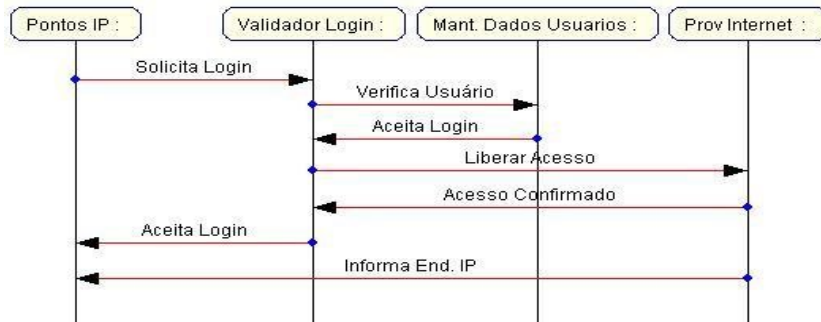 Pontos IP :
Validador Login :
Mant. Dados Usuarios :
Prov Internet :
Solicita Login
Verifica Usuário
Aceita Login
Liberar Acesso
Acesso Confirmado
Aceita Login
Informa End. IP